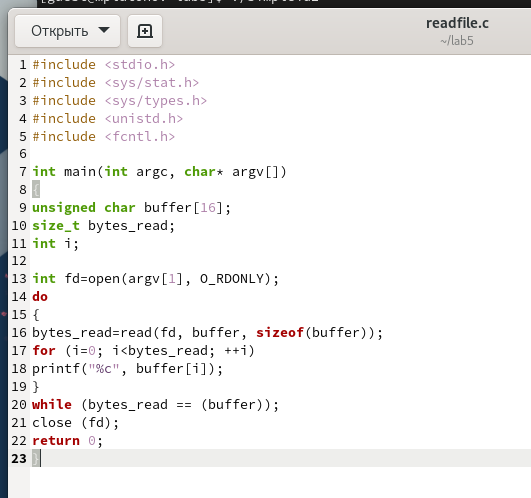 Открыть
readfile.c
~/lab5
1 #include <stdio.h>
2 #include <sys/stat.h>
3 #include <sys/types.h>
4 #include <unistd.h>
5 #include <fcntl.h>
6
7 int main(int argc, char* argv[])
8 {
9 unsigned char buffer[16];
10 size_t bytes_read;
11 int i;
12
13 int fd=open(argv[1], O_RDONLY);
14 do
15 {
16 bytes_read=read(fd, buffer, sizeof(buffer));
17 for (i=0; i<bytes_read; ++i)
18 printf("%c", buffer[i]);
19 }
20 while (bytes_read == (buffer));
21 close (fd);
22 return 0;
23 }